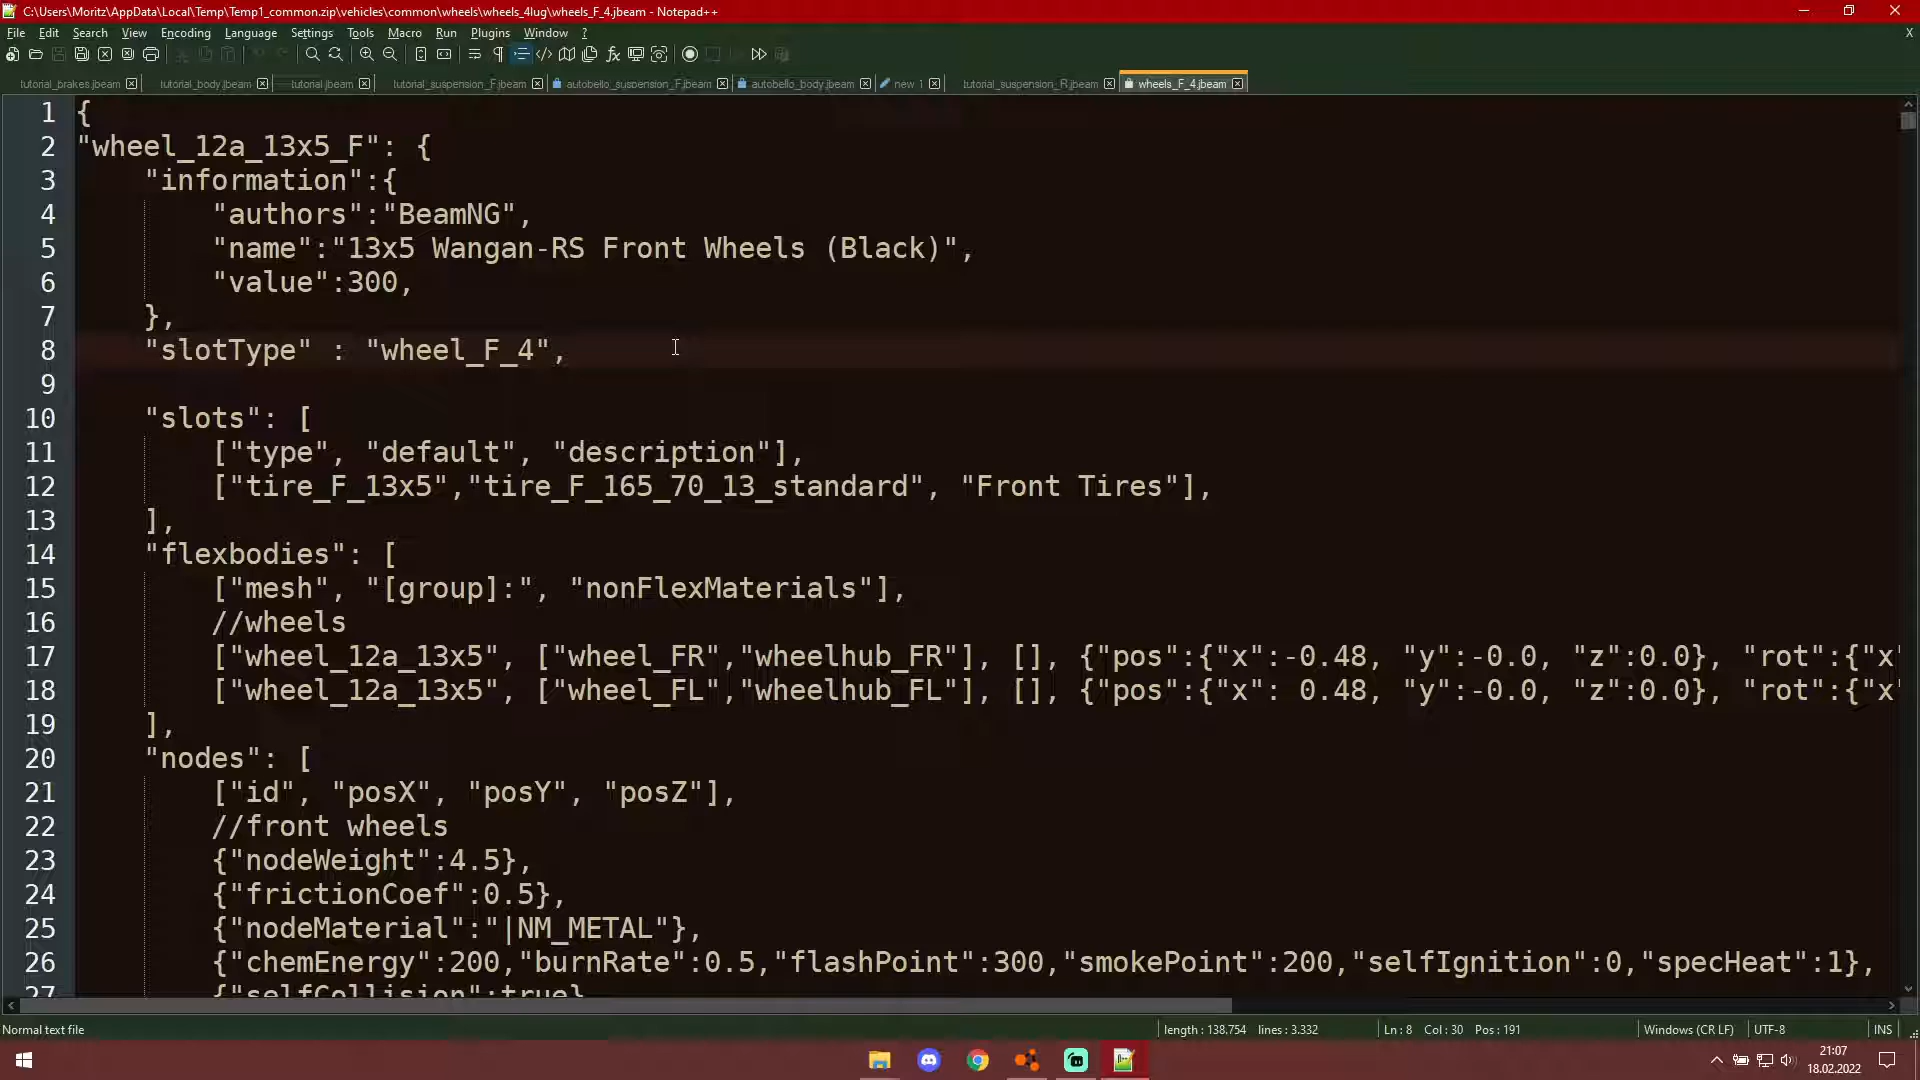 C:\Users\Moritz\AppData\Local\Temp\Temp1_common.zip\vehicles\common\wheels\wheels_4lug\wheels_F_4.jbeam - Notepad++
File Edit Search View Encoding Language Settings Tools Macro Run Plugins Window ? X
tutorial_brakes.jbeam tutorial_body.jbeam tutorial.jbeam tutorial_suspension_F.jbeam autobello_suspension_F.jbeam autobello_body.jbeam new 1 tutorial_suspension_R.jbeam wheels_F_4.jbeam
1 {
2 "wheel_12a_13x5_F": {
3 "information":{
4 "authors":"BeamNG",
5 "name":"13x5 Wangan-RS Front Wheels (Black)",
6 "value":300,
7 },
8 "slotType" : "wheel_F_4",
9
10 "slots": [
11 ["type", "default", "description"],
12 ["tire_F_13x5","tire_F_165_70_13_standard", "Front Tires"],
13 ],
14 "flexbodies": [
15 ["mesh", "[group]:", "nonFlexMaterials"],
16 //wheels
17 ["wheel_12a_13x5", ["wheel_FR","wheelhub_FR"], [], {"pos":{"x":-0.48, "y":-0.0, "z":0.0}, "rot":{"x"
18 ["wheel_12a_13x5", ["wheel_FL","wheelhub_FL"], [], {"pos":{"x": 0.48, "y":-0.0, "z":0.0}, "rot":{"x"
19 ],
20 "nodes": [
21 ["id", "posX", "posY", "posZ"],
22 //front wheels
23 {"nodeWeight":4.5},
24 {"frictionCoef":0.5},
25 {"nodeMaterial":"|NM_METAL"},
26 {"chemEnergy":200,"burnRate":0.5,"flashPoint":300,"smokePoint":200,"selfIgnition":0,"specHeat":1},
27 {"selfCollision":true}
Normal text file length : 138.754 lines : 3.332 Ln : 8 Col : 30 Pos : 191 Windows (CR LF) UTF-8 INS
21:07
18.02.2022